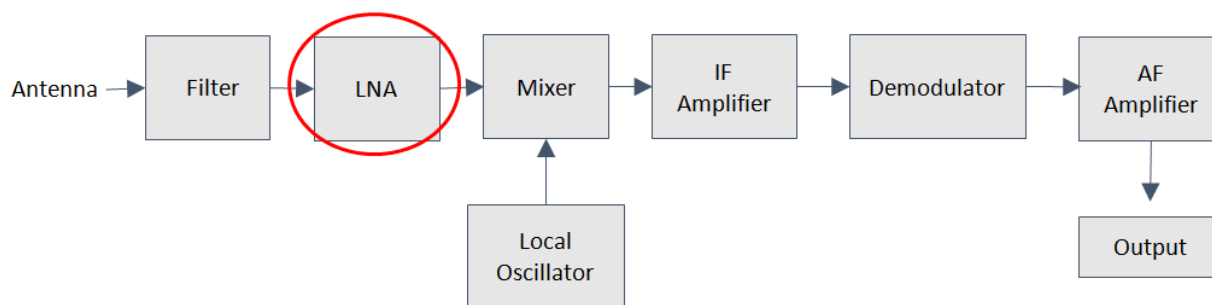 Antenna
Filter
LNA
Mixer
IF
Amplifier
Demodulator
AF
Amplifier
Local
Oscillator
Output